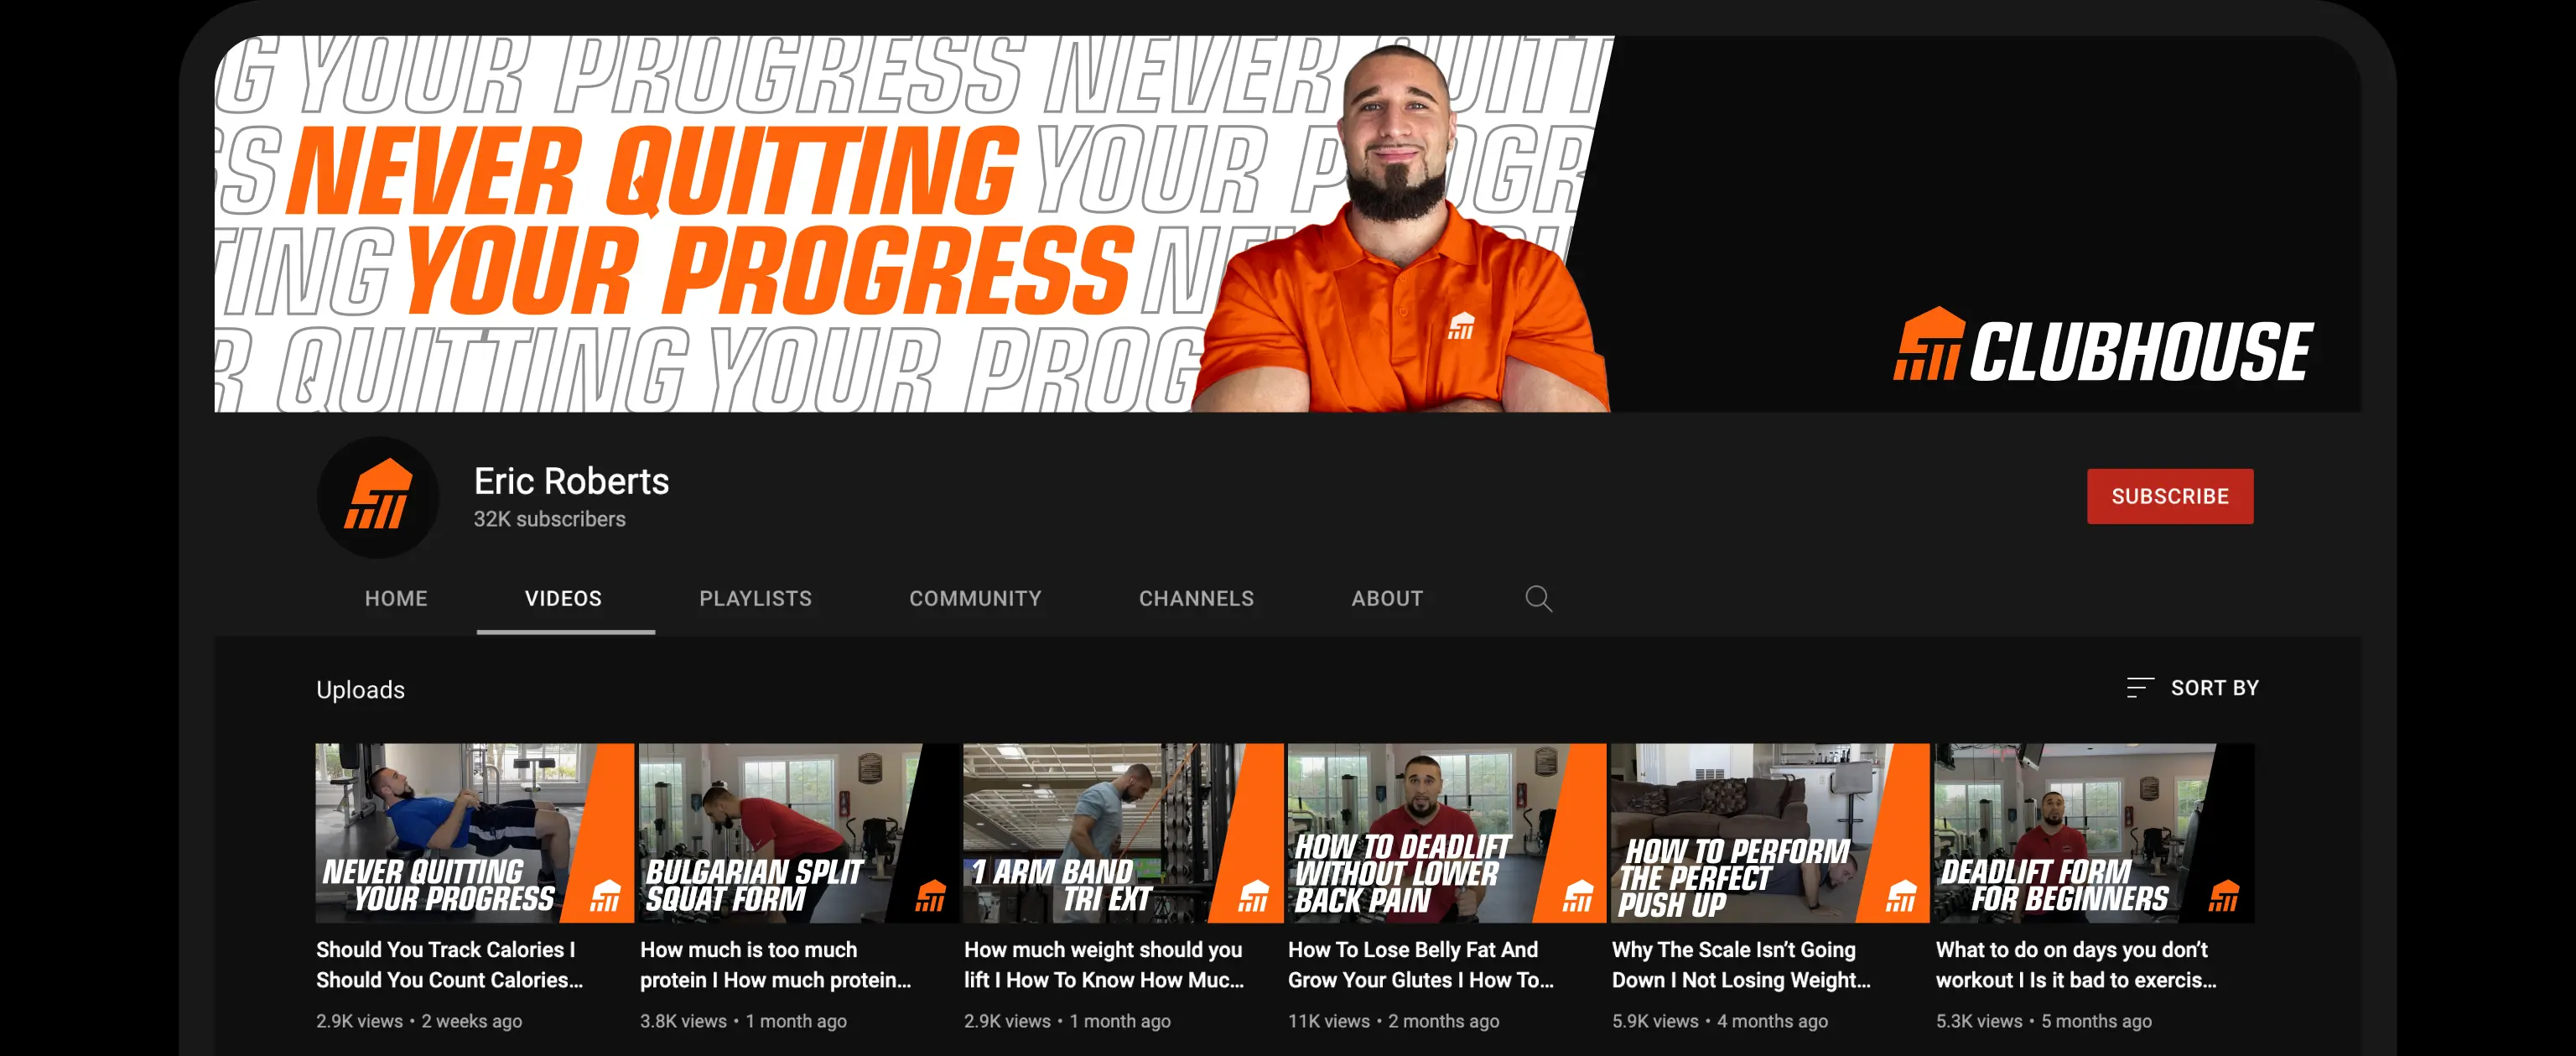 G YOUR PROGRESS NEVER QUITT
SS NEVER QUITTING YOUR PROGR
TING YOUR PROGRESS NEV
R QUITTING YOUR PROG
CLUBHOUSE
Eric Roberts
32K subscribers
SUBSCRIBE
HOME VIDEOS PLAYLISTS COMMUNITY CHANNELS ABOUT
Uploads
SORT BY
NEVER QUITTING
YOUR PROGRESS
Should You Track Calories I
Should You Count Calories...
2.9K views • 2 weeks ago
BULGARIAN SPLIT
SQUAT FORM
How much is too much
protein I How much protein...
3.8K views • 1 month ago
1 ARM BAND
TRI EXT
How much weight should you
lift I How To Know How Muc...
2.9K views • 1 month ago
HOW TO DEADLIFT
WITHOUT LOWER
BACK PAIN
How To Lose Belly Fat And
Grow Your Glutes I How To...
11K views • 2 months ago
HOW TO PERFORM
THE PERFECT
PUSH UP
Why The Scale Isn’t Going
Down I Not Losing Weight...
5.9K views • 4 months ago
DEADLIFT FORM
FOR BEGINNERS
What to do on days you don’t
workout I Is it bad to exercis...
5.3K views • 5 months ago